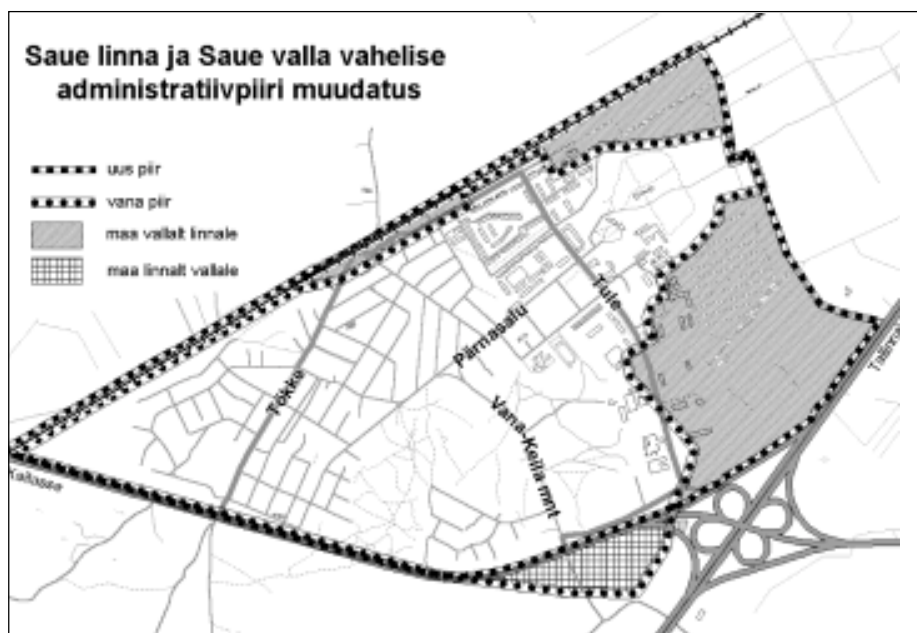 Saue linna ja Saue valla vahelise
administratiivpiiri muudatus
uus piir
vana piir
maa vallalt linnale
maa linnalt vallale
Tule
Pärnasalu
Tõkke
Vana-Keila mnt
Keilasse